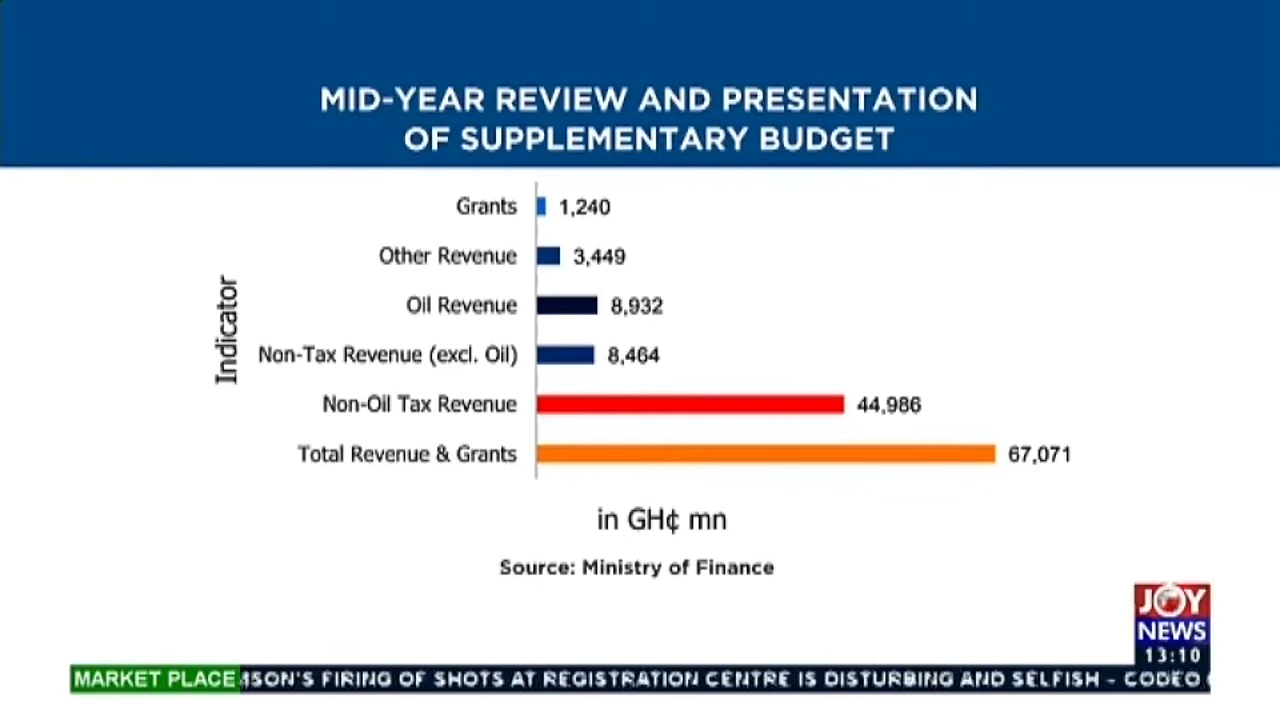 MID-YEAR REVIEW AND PRESENTATION
OF SUPPLEMENTARY BUDGET
Indicator
Grants 1,240
Other Revenue 3,449
Oil Revenue 8,932
Non-Tax Revenue (excl. Oil) 8,464
Non-Oil Tax Revenue 44,986
Total Revenue & Grants 67,071
in GH¢ mn
Source: Ministry of Finance
JOY
NEWS
13:10
MARKET PLACE FIRING OF SHOTS AT REGISTRATION CENTRE IS DISTURBING AND SELFISH - CODEO